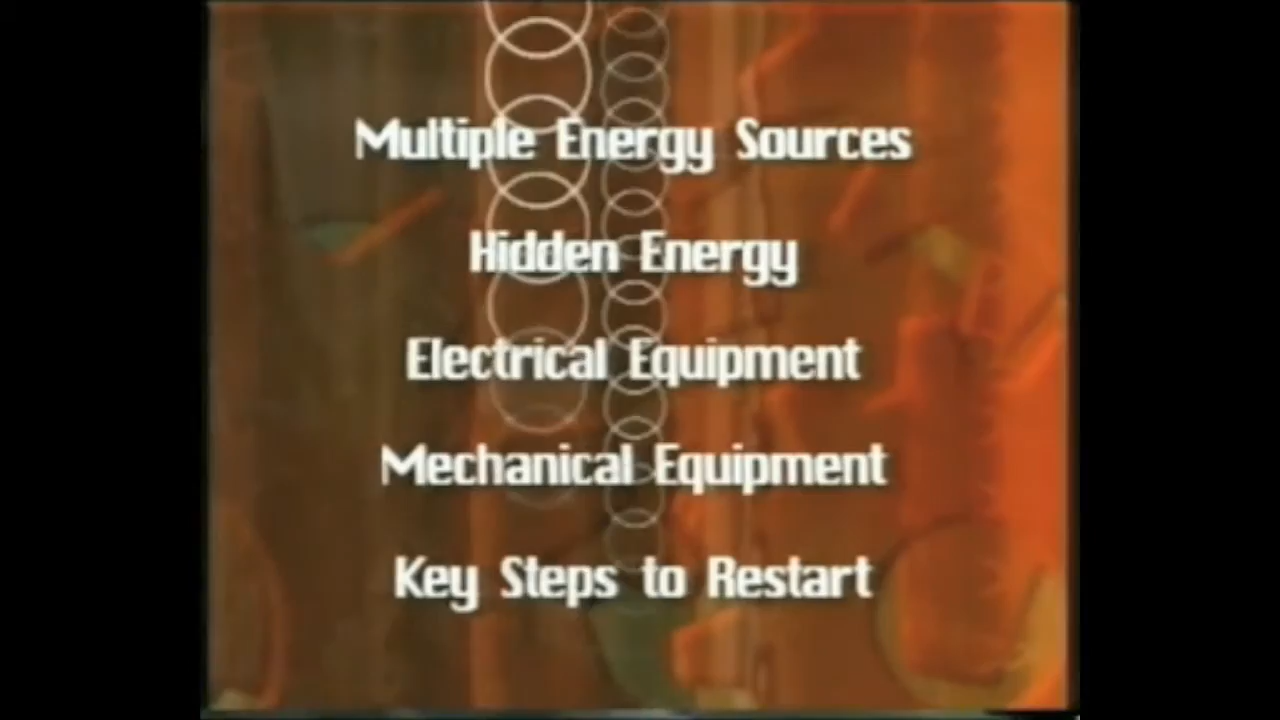 Multiple Energy Sources
Hidden Energy
Electrical Equipment
Mechanical Equipment
Key Steps to Restart